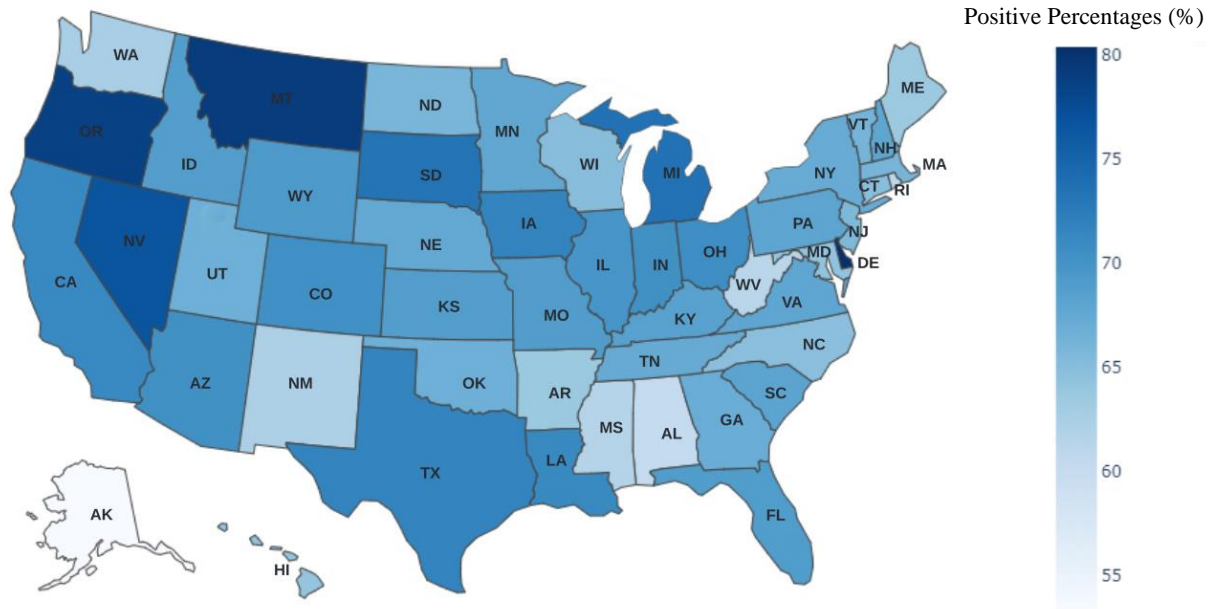 Positive Percentages (%)
80
75
70
65
60
55
WA
MT
ND
MN
ME
OR
ID
WY
SD
WI
MI
VT
NH
MA
NY
CT
RI
NV
UT
NE
IA
IL
IN
OH
PA
NJ
MD
DE
CA
CO
KS
MO
WV
VA
KY
AZ
NM
OK
AR
TN
NC
SC
MS
AL
GA
TX
LA
FL
AK
HI